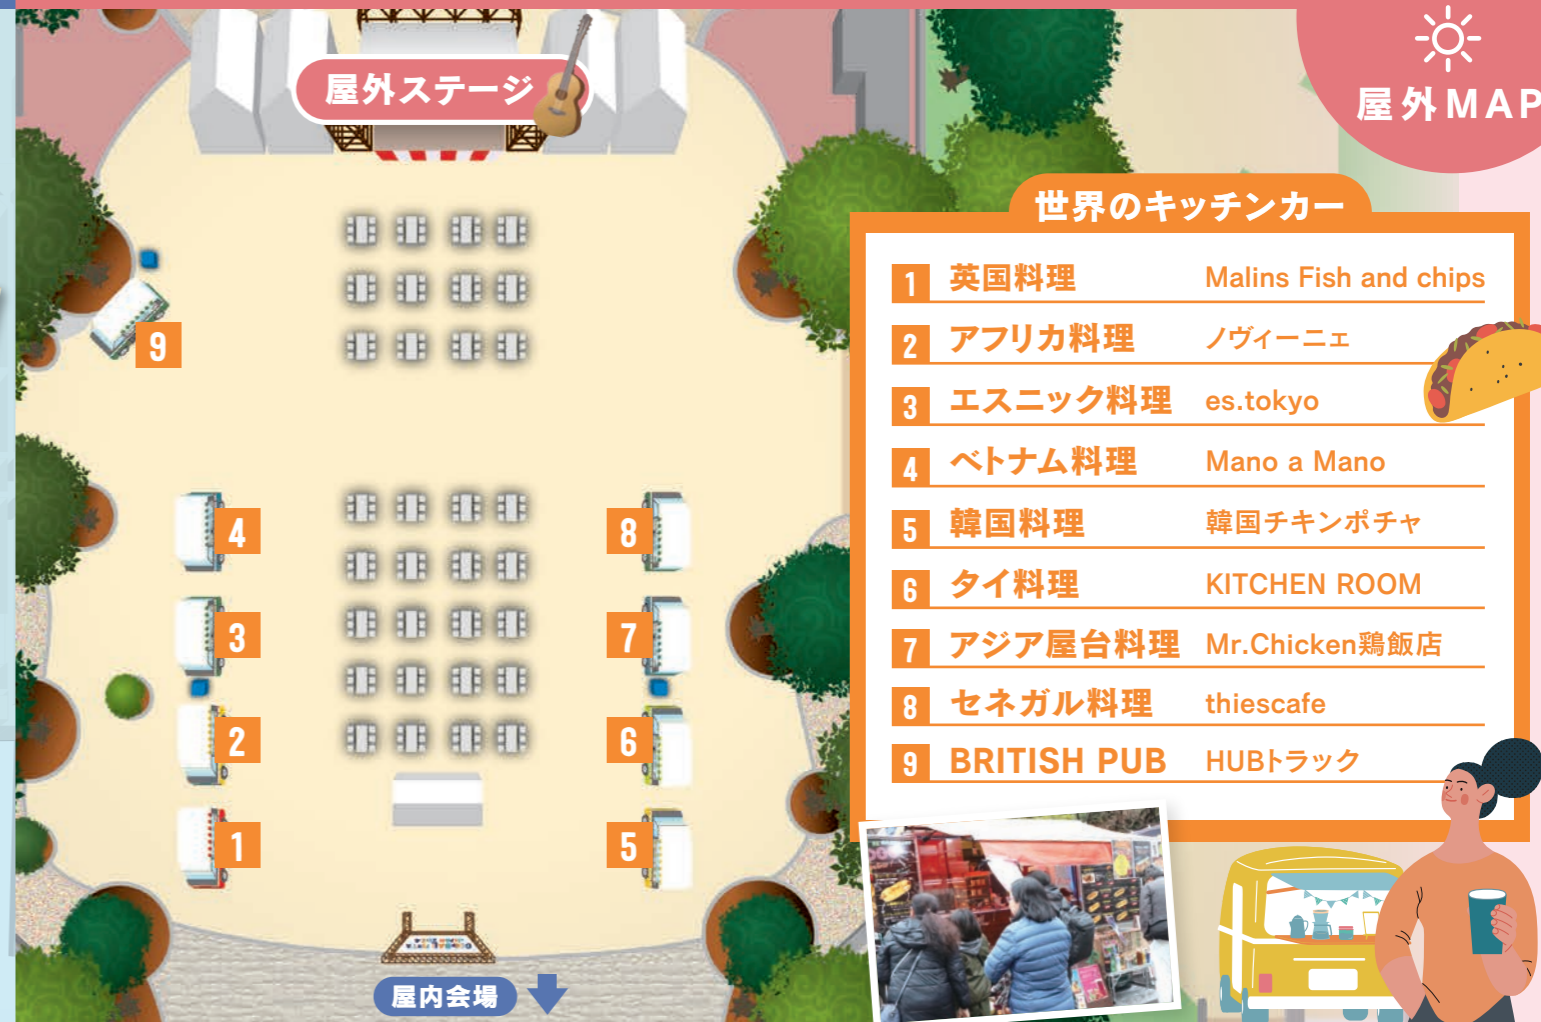 屋外ステージ
屋外MAP
世界のキッチンカー
1 英国料理 Malins Fish and chips
2 アフリカ料理 ノヴィーニェ
3 エスニック料理 es.tokyo
4 ベトナム料理 Mano a Mano
5 韓国料理 韓国チキンポチャ
6 タイ料理 KITCHEN ROOM
7 アジア屋台料理 Mr.Chicken鶏飯店
8 セネガル料理 thiescafe
9 BRITISH PUB HUBトラック
9
4
8
3
7
2
6
1
5
屋内会場